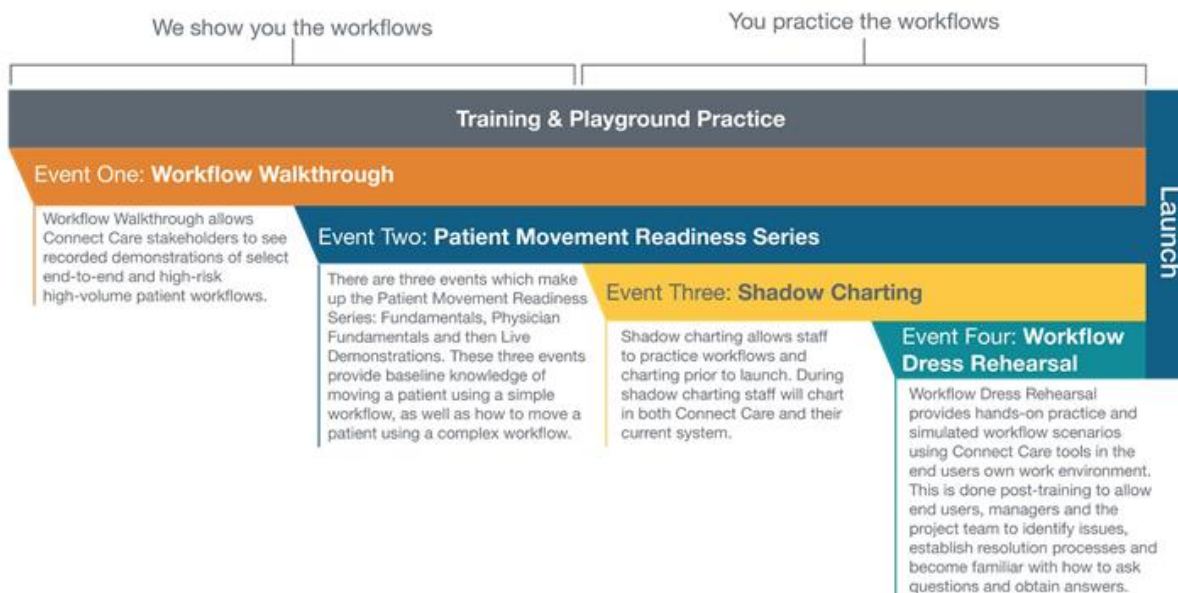 We show you the workflows
You practice the workflows
Training & Playground Practice
Launch
Event One: Workflow Walkthrough
Workflow Walkthrough allows
Connect Care stakeholders to see
recorded demonstrations of select
end-to-end and high-risk
high-volume patient workflows.
Event Two: Patient Movement Readiness Series
There are three events which make
up the Patient Movement Readiness
Series: Fundamentals, Physician
Fundamentals and then Live
Demonstrations. These three events
provide baseline knowledge of
moving a patient using a simple
workflow, as well as how to move a
patient using a complex workflow.
Event Three: Shadow Charting
Shadow charting allows staff
to practice workflows and
charting prior to launch. During
shadow charting staff will chart
in both Connect Care and their
current system.
Event Four: Workflow
Dress Rehearsal
Workflow Dress Rehearsal
provides hands-on practice and
simulated workflow scenarios
using Connect Care tools in the
end users own work environment.
This is done post-training to allow
end users, managers and the
project team to identify issues,
establish resolution processes and
become familiar with how to ask
questions and obtain answers.